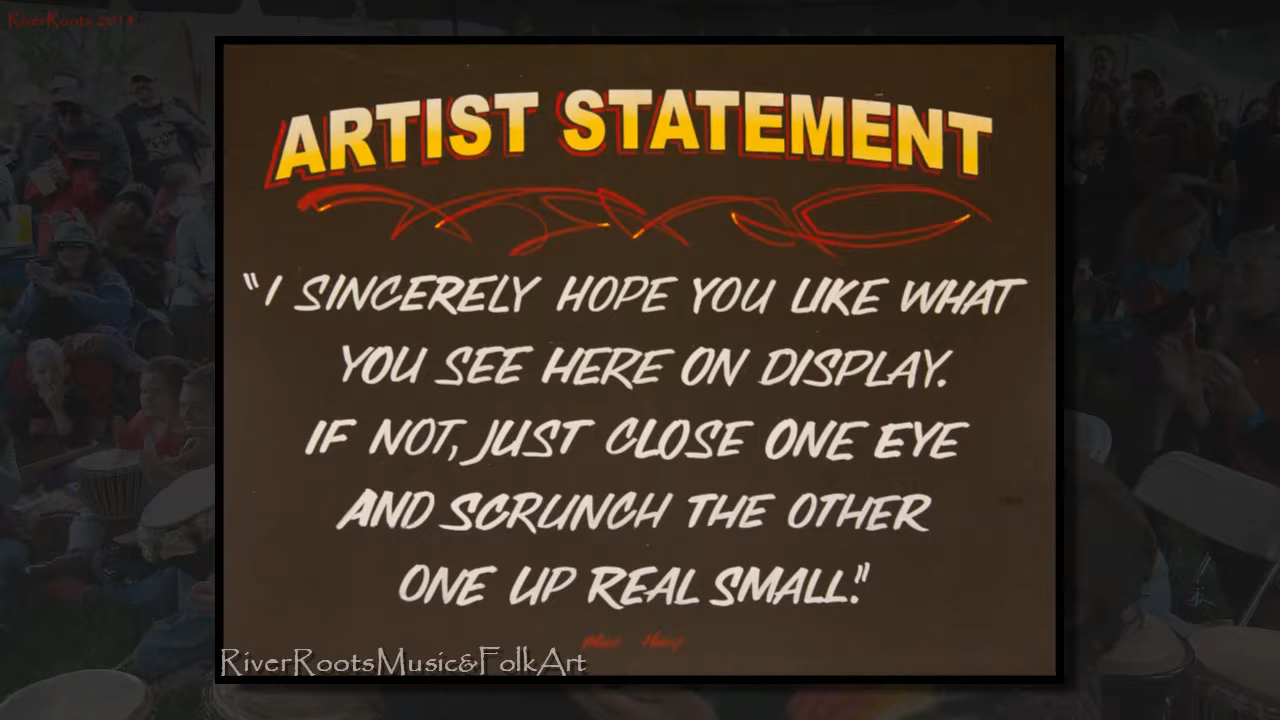 RiverRoots 2014
ARTIST STATEMENT
"I SINCERELY HOPE YOU LIKE WHAT
YOU SEE HERE ON DISPLAY.
IF NOT, JUST CLOSE ONE EYE
AND SCRUNCH THE OTHER
ONE UP REAL SMALL."
RiverRootsMusic&FolkArt